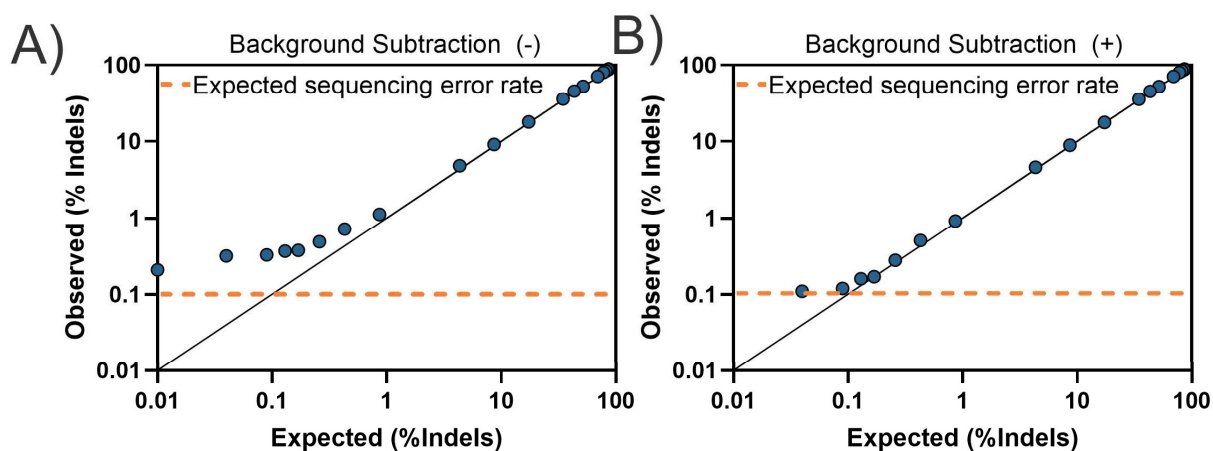 A)
Background Subtraction (-)
100
10
1
0.1
0.01
Observed (% Indels)
Expected sequencing error rate
0.01
0.1
1
10
100
Expected (%Indels)
B)
Background Subtraction (+)
100
10
1
0.1
0.01
Observed (% Indels)
Expected sequencing error rate
0.01
0.1
1
10
100
Expected (%Indels)